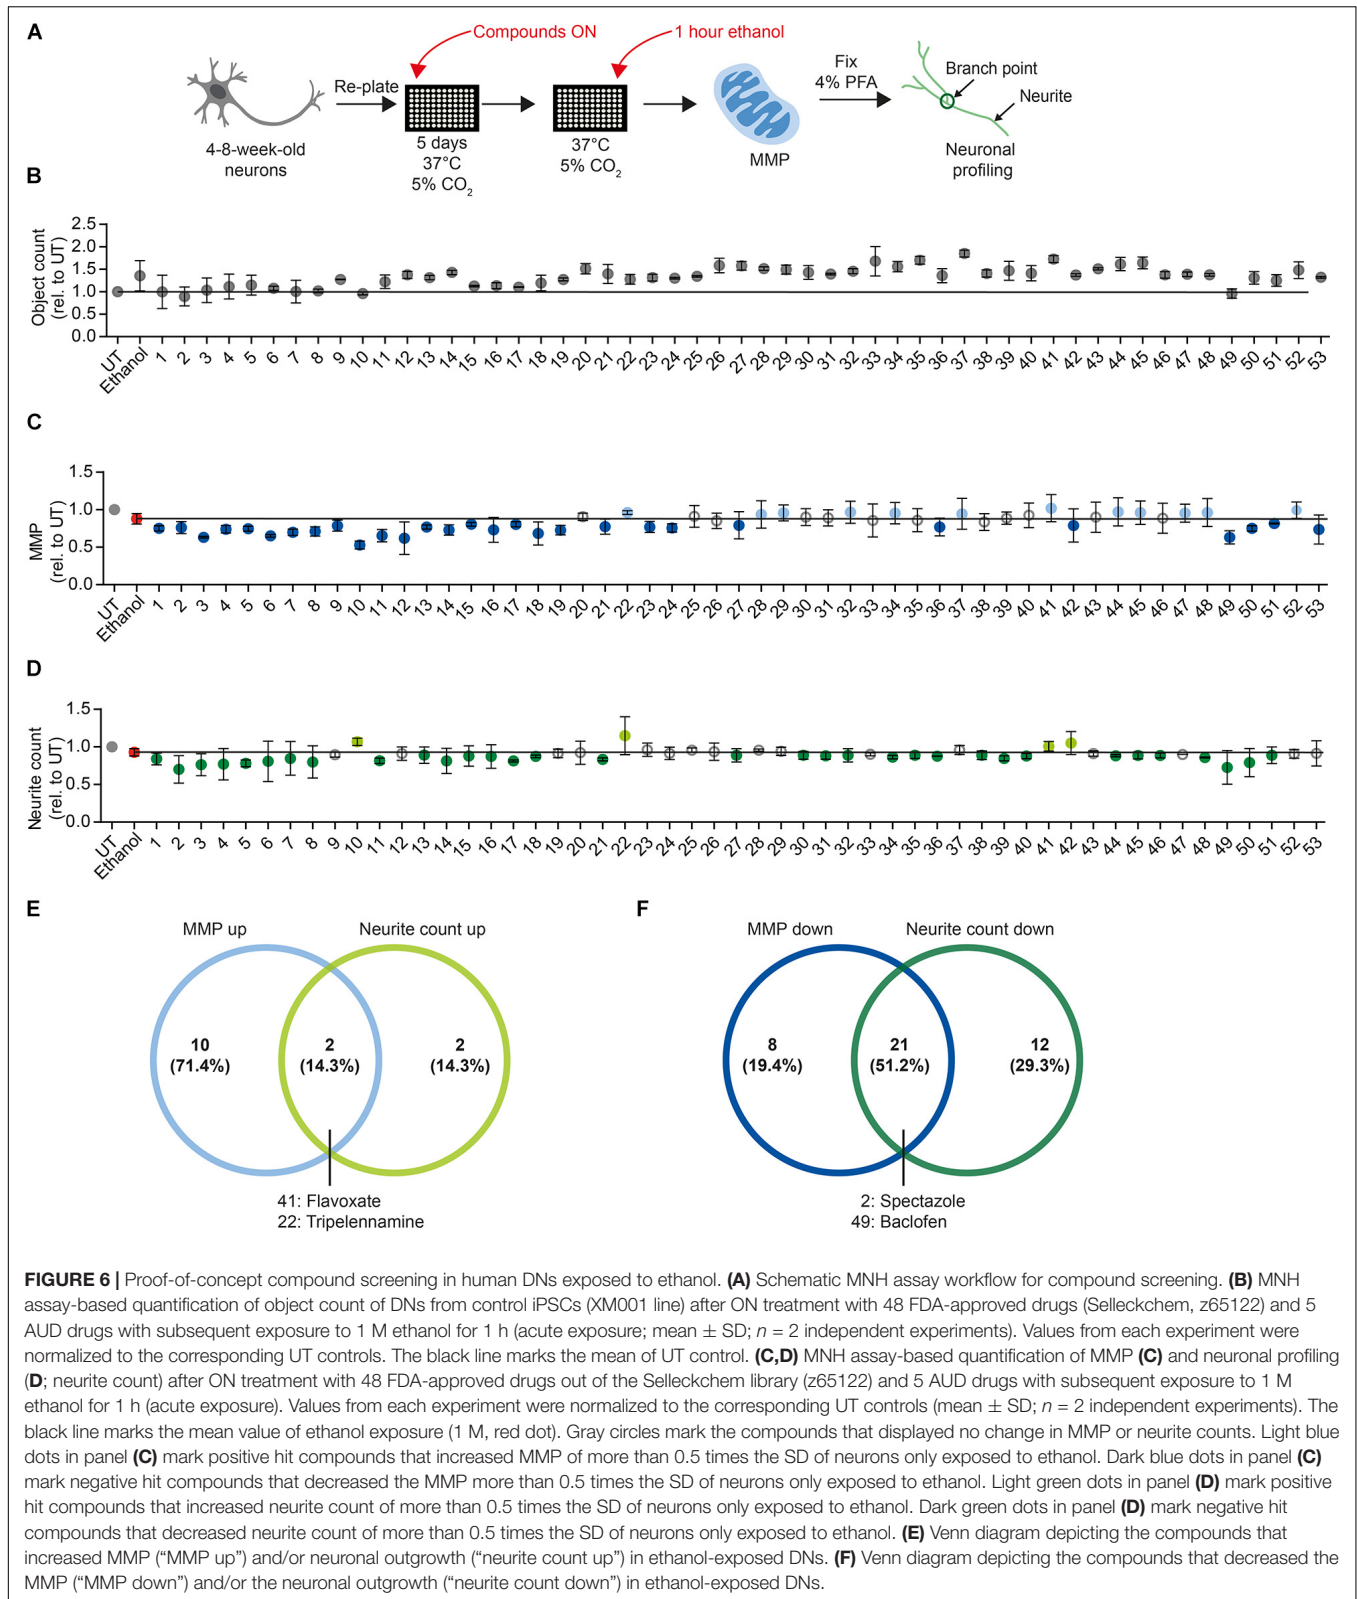 A
Compounds ON
1 hour ethanol
Re-plate
Fix
4% PFA
Branch point
Neurite
4-8-week-old
neurons
5 days
37°C
5% CO2
37°C
5% CO2
MMP
Neuronal
profiling
B
Object count
(rel. to UT)
2.5
2.0
1.5
1.0
0.5
0.0
UT Ethanol 1 2 3 4 5 6 7 8 9 10 11 12 13 14 15 16 17 18 19 20 21 22 23 24 25 26 27 28 29 30 31 32 33 34 35 36 37 38 39 40 41 42 43 44 45 46 47 48 49 50 51 52 53
C
MMP
(rel. to UT)
1.5
1.0
0.5
0.0
UT Ethanol 1 2 3 4 5 6 7 8 9 10 11 12 13 14 15 16 17 18 19 20 21 22 23 24 25 26 27 28 29 30 31 32 33 34 35 36 37 38 39 40 41 42 43 44 45 46 47 48 49 50 51 52 53
D
Neurite count
(rel. to UT)
1.5
1.0
0.5
0.0
UT Ethanol 1 2 3 4 5 6 7 8 9 10 11 12 13 14 15 16 17 18 19 20 21 22 23 24 25 26 27 28 29 30 31 32 33 34 35 36 37 38 39 40 41 42 43 44 45 46 47 48 49 50 51 52 53
E
MMP up
Neurite count up
10
(71.4%)
2
(14.3%)
2
(14.3%)
41: Flavoxate
22: Tripelennamine
F
MMP down
Neurite count down
8
(19.4%)
21
(51.2%)
12
(29.3%)
2: Spectazole
49: Baclofen
FIGURE 6 | Proof-of-concept compound screening in human DNs exposed to ethanol. (A) Schematic MNH assay workflow for compound screening. (B) MNH
assay-based quantification of object count of DNs from control iPSCs (XM001 line) after ON treatment with 48 FDA-approved drugs (Selleckchem, z65122) and 5
AUD drugs with subsequent exposure to 1 M ethanol for 1 h (acute exposure; mean ± SD; n = 2 independent experiments). Values from each experiment were
normalized to the corresponding UT controls. The black line marks the mean of UT control. (C,D) MNH assay-based quantification of MMP (C) and neuronal profiling
(D; neurite count) after ON treatment with 48 FDA-approved drugs out of the Selleckchem library (z65122) and 5 AUD drugs with subsequent exposure to 1 M
ethanol for 1 h (acute exposure). Values from each experiment were normalized to the corresponding UT controls (mean ± SD; n = 2 independent experiments). The
black line marks the mean value of ethanol exposure (1 M, red dot). Gray circles mark the compounds that displayed no change in MMP or neurite counts. Light blue
dots in panel (C) mark positive hit compounds that increased MMP of more than 0.5 times the SD of neurons only exposed to ethanol. Dark blue dots in panel (C)
mark negative hit compounds that decreased the MMP more than 0.5 times the SD of neurons only exposed to ethanol. Light green dots in panel (D) mark positive
hit compounds that increased neurite count of more than 0.5 times the SD of neurons only exposed to ethanol. Dark green dots in panel (D) mark negative hit
compounds that decreased neurite count of more than 0.5 times the SD of neurons only exposed to ethanol. (E) Venn diagram depicting the compounds that
increased MMP (“MMP up”) and/or neuronal outgrowth (“neurite count up”) in ethanol-exposed DNs. (F) Venn diagram depicting the compounds that decreased the
MMP (“MMP down”) and/or the neuronal outgrowth (“neurite count down”) in ethanol-exposed DNs.